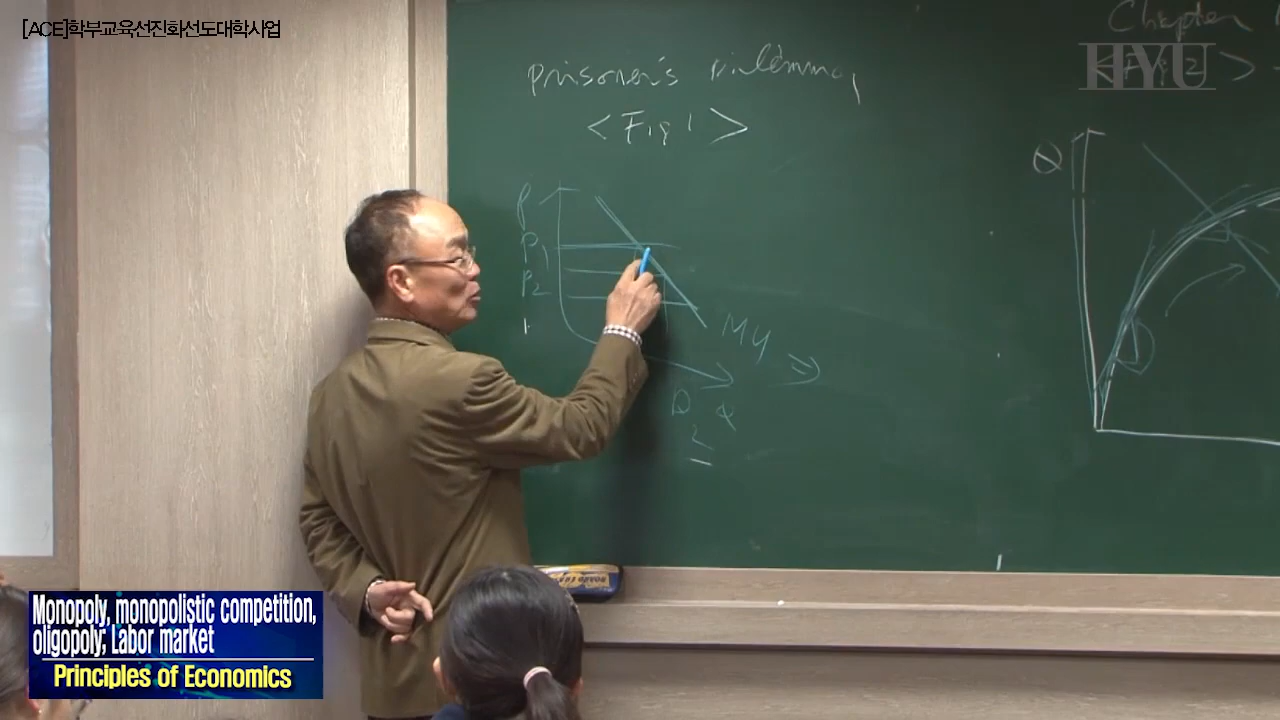 [ACE]학부교육선진화선도대학사업
Chapter
HYU
Prisoner's Dilemma,
<Fig 1>
P
P1
P2
Q
MU
Q
Monopoly, monopolistic competition,
oligopoly; Labor market
Principles of Economics